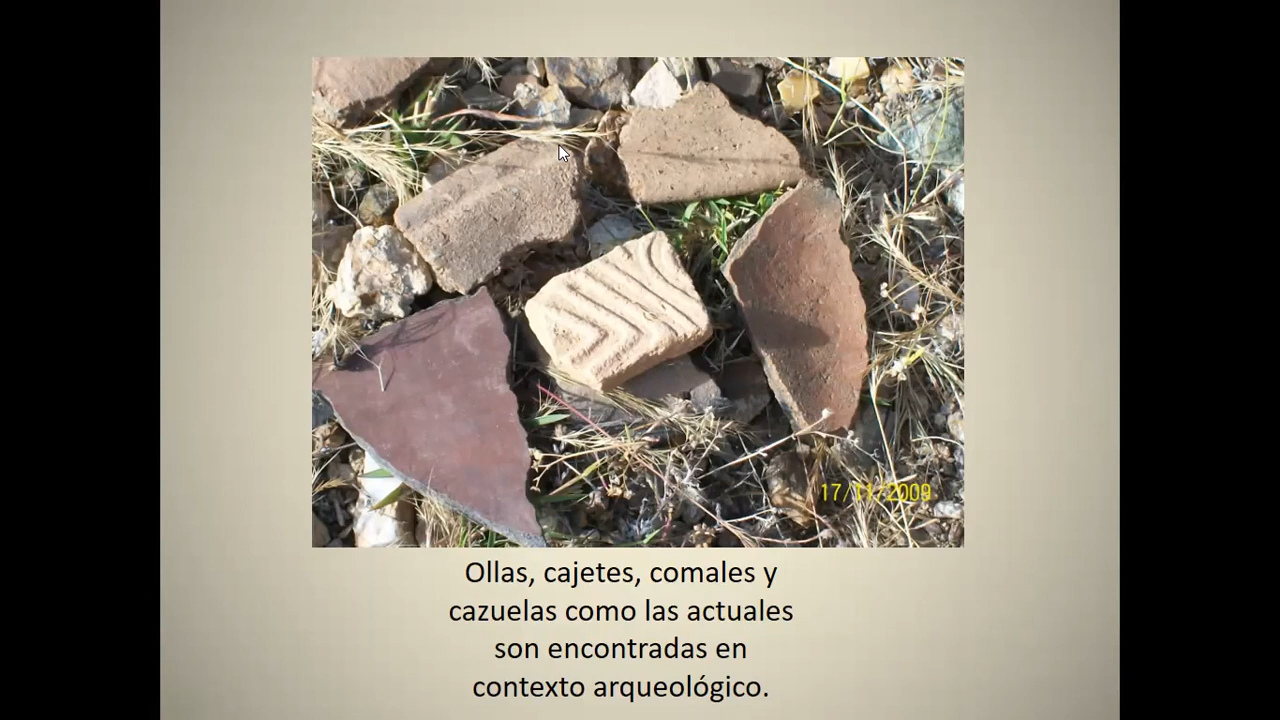 17/11/2009
Ollas, cajetes, comales y
cazuelas como las actuales
son encontradas en
contexto arqueológico.